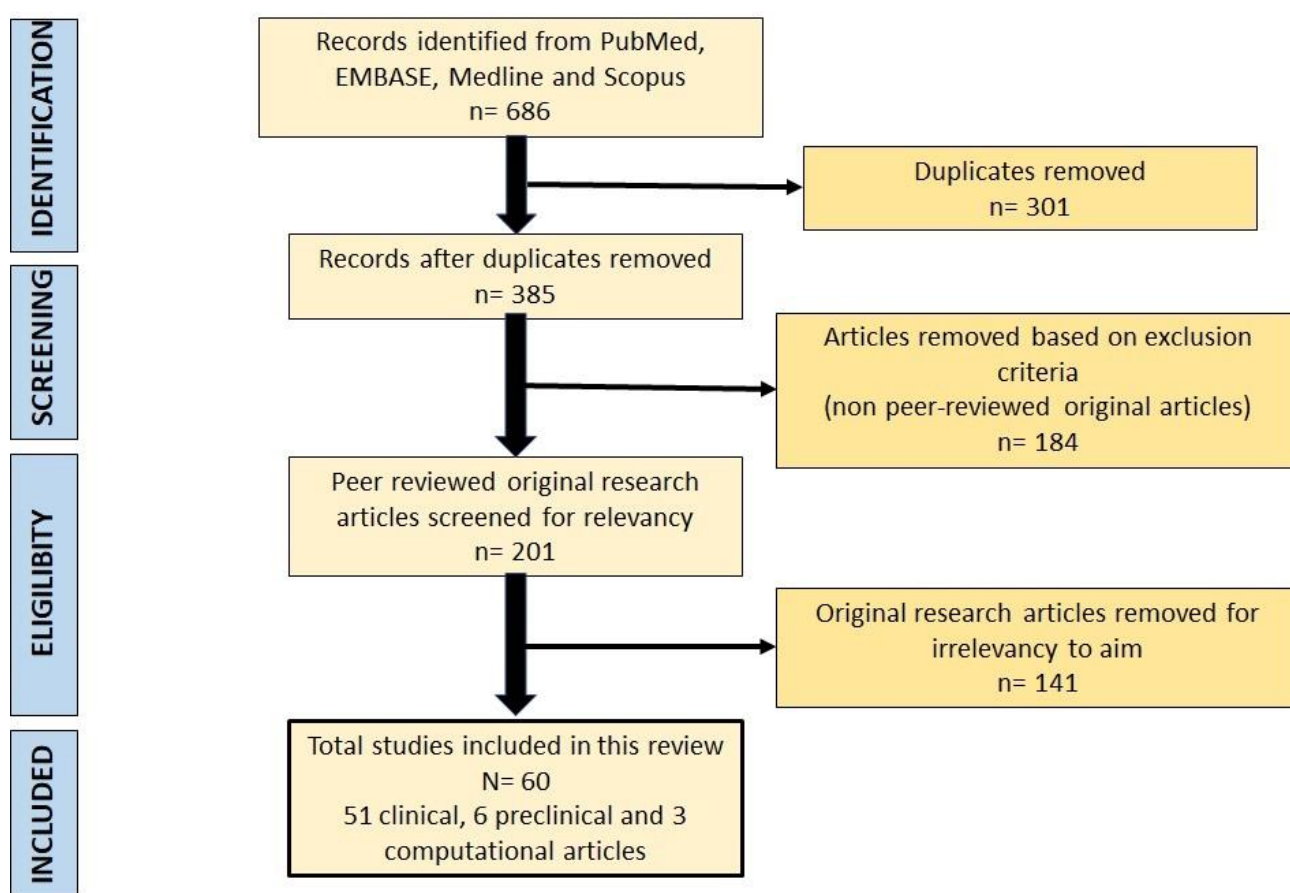 IDENTIFICATION
Records identified from PubMed,
EMBASE, Medline and Scopus
n= 686
Duplicates removed
n= 301
SCREENING
Records after duplicates removed
n= 385
Articles removed based on exclusion
criteria
(non peer-reviewed original articles)
n= 184
ELIGILIBITY
Peer reviewed original research
articles screened for relevancy
n= 201
Original research articles removed for
irrelevancy to aim
n= 141
INCLUDED
Total studies included in this review
N= 60
51 clinical, 6 preclinical and 3
computational articles